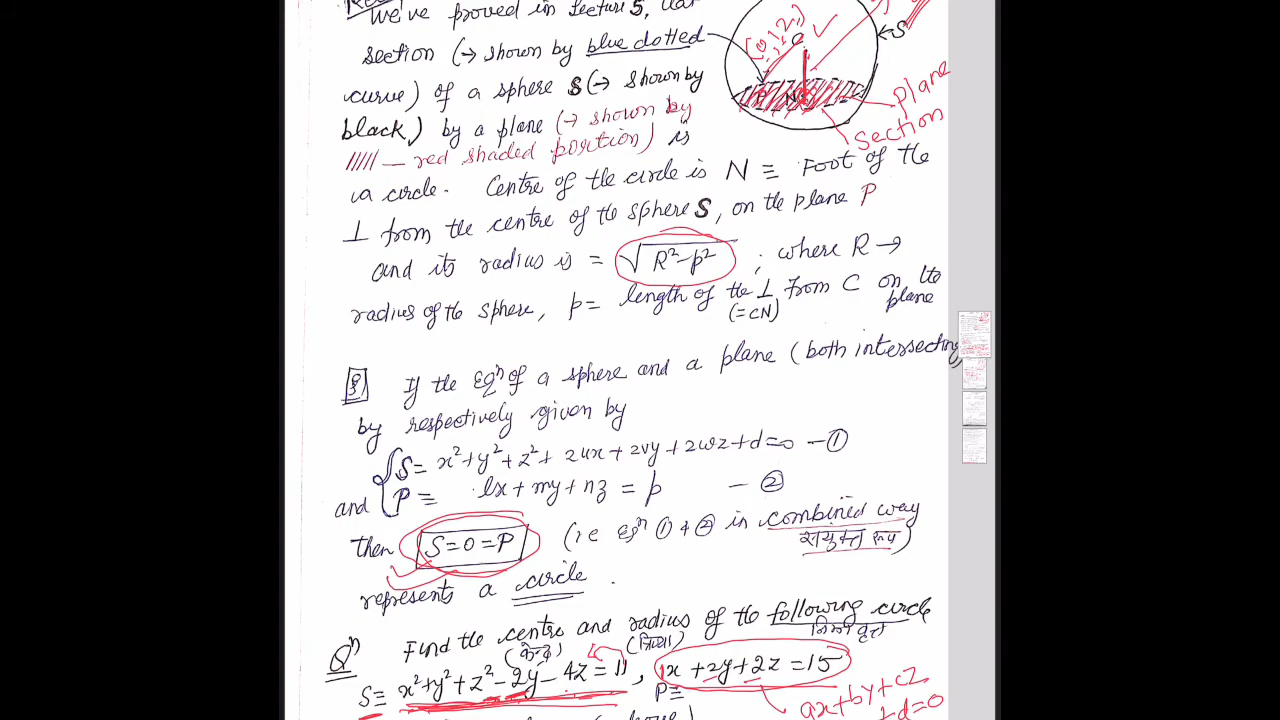 We've proved in Lecture 5, that
section (→ shown by blue dotted
curve) of a sphere S (→ shown by
black) by a plane (→ shown by
///// — red shaded position) is
a circle. Centre of the circle is N ≡ Foot of the
⊥ from the centre of the sphere S, on the plane P
and its radius is = √R²-p² ; where R →
radius of the sphere, p = length of the ⊥ from C on the plane
(=CN)
(0,1,2)
C
S
P
N
plane
section
If the Eqⁿ of a sphere and a plane (both intersecting)
by respectively given by
S = x²+y²+z²+2ux+2vy+2wz+d=0 -①
and P ≡ lx+my+nz = p - ②
then S=0=P (ie Eqⁿ ① & ② in combined way
संयुक्त रूप)
represents a circle.
Qⁿ Find the centre and radius of the following circle
(केन्द्र) (त्रिज्या) निम्न वृत्त
S ≡ x²+y²+z²-2y-4z=11, x+2y+2z=15
P≡
ax+by+cz
+d=0